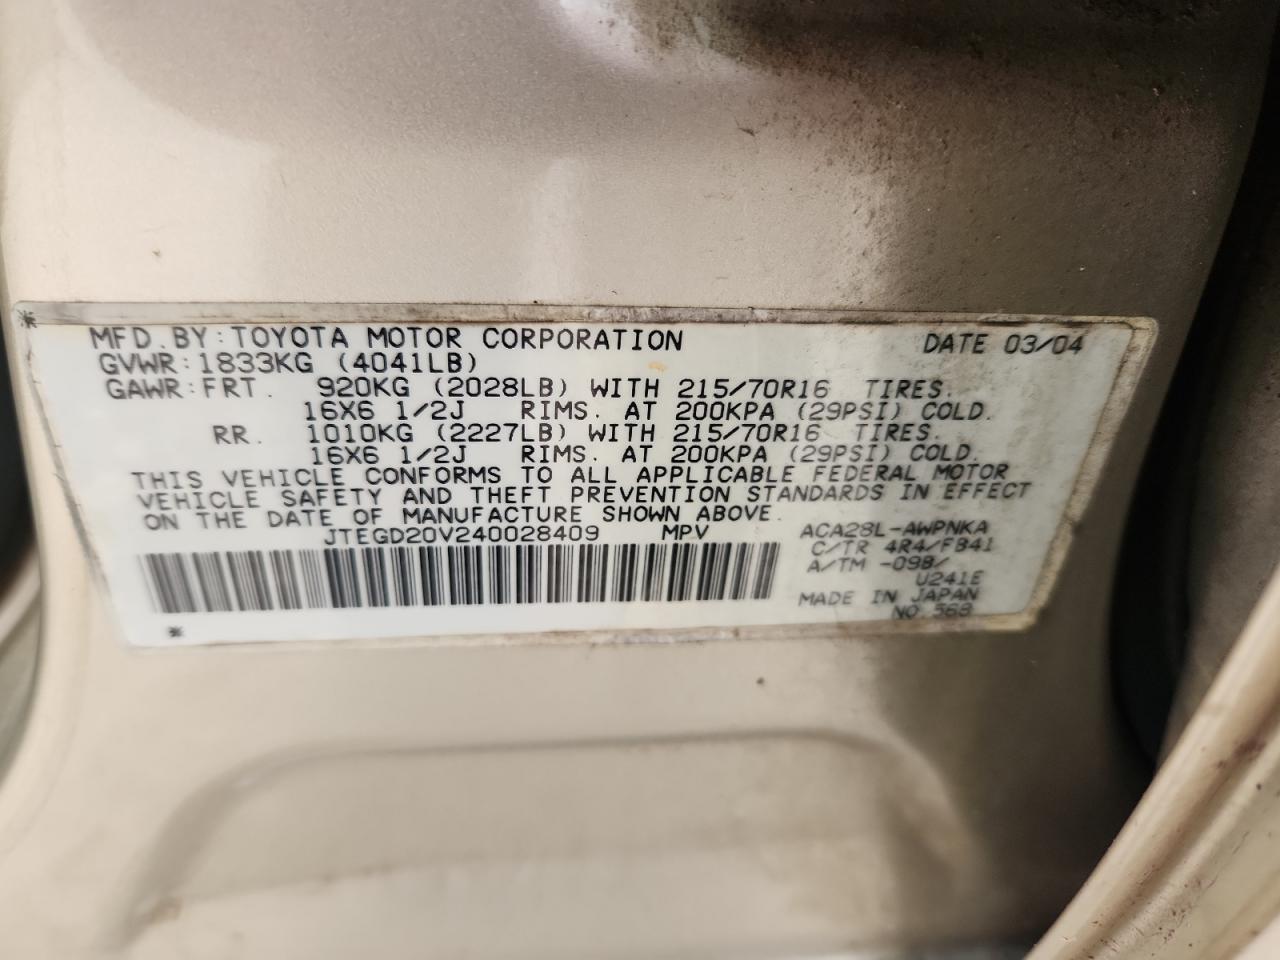 MFD. BY: TOYOTA MOTOR CORPORATION DATE 03/04
GVWR: 1833KG (4041LB)
GAWR: FRT. 920KG (2028LB) WITH 215/70R16 TIRES.
16X6 1/2J RIMS. AT 200KPA (29PSI) COLD.
RR. 1010KG (2227LB) WITH 215/70R16 TIRES.
16X6 1/2J RIMS. AT 200KPA (29PSI) COLD.
THIS VEHICLE CONFORMS TO ALL APPLICABLE FEDERAL MOTOR
VEHICLE SAFETY AND THEFT PREVENTION STANDARDS IN EFFECT
ON THE DATE OF MANUFACTURE SHOWN ABOVE.
JTEGD20V240028409 MPV ACA28L-AWPNKA
C/TR 4R4/FB41
A/TM -09B/
U241E
MADE IN JAPAN
NO. 568